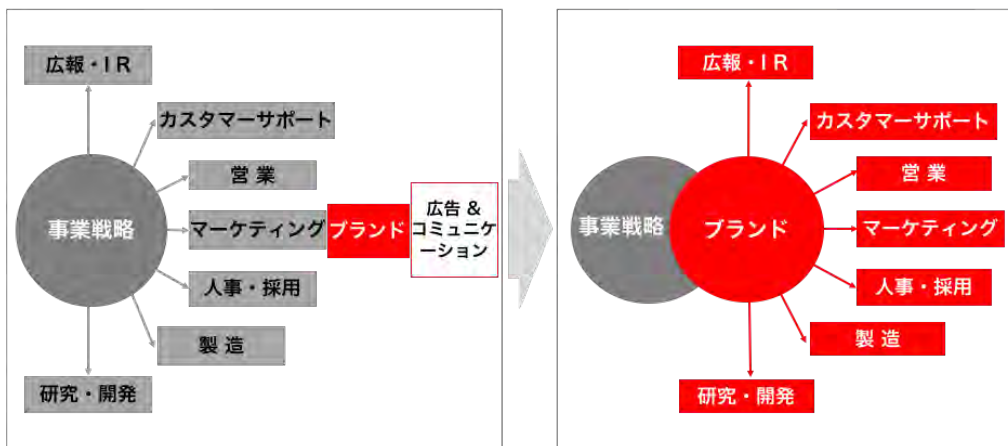 広報・IR
カスタマーサポート
営業
事業戦略
マーケティング
ブランド
広告 &
コミュニケ
ーション
人事・採用
製造
研究・開発
広報・IR
カスタマーサポート
営業
事業戦略
ブランド
マーケティング
人事・採用
製造
研究・開発